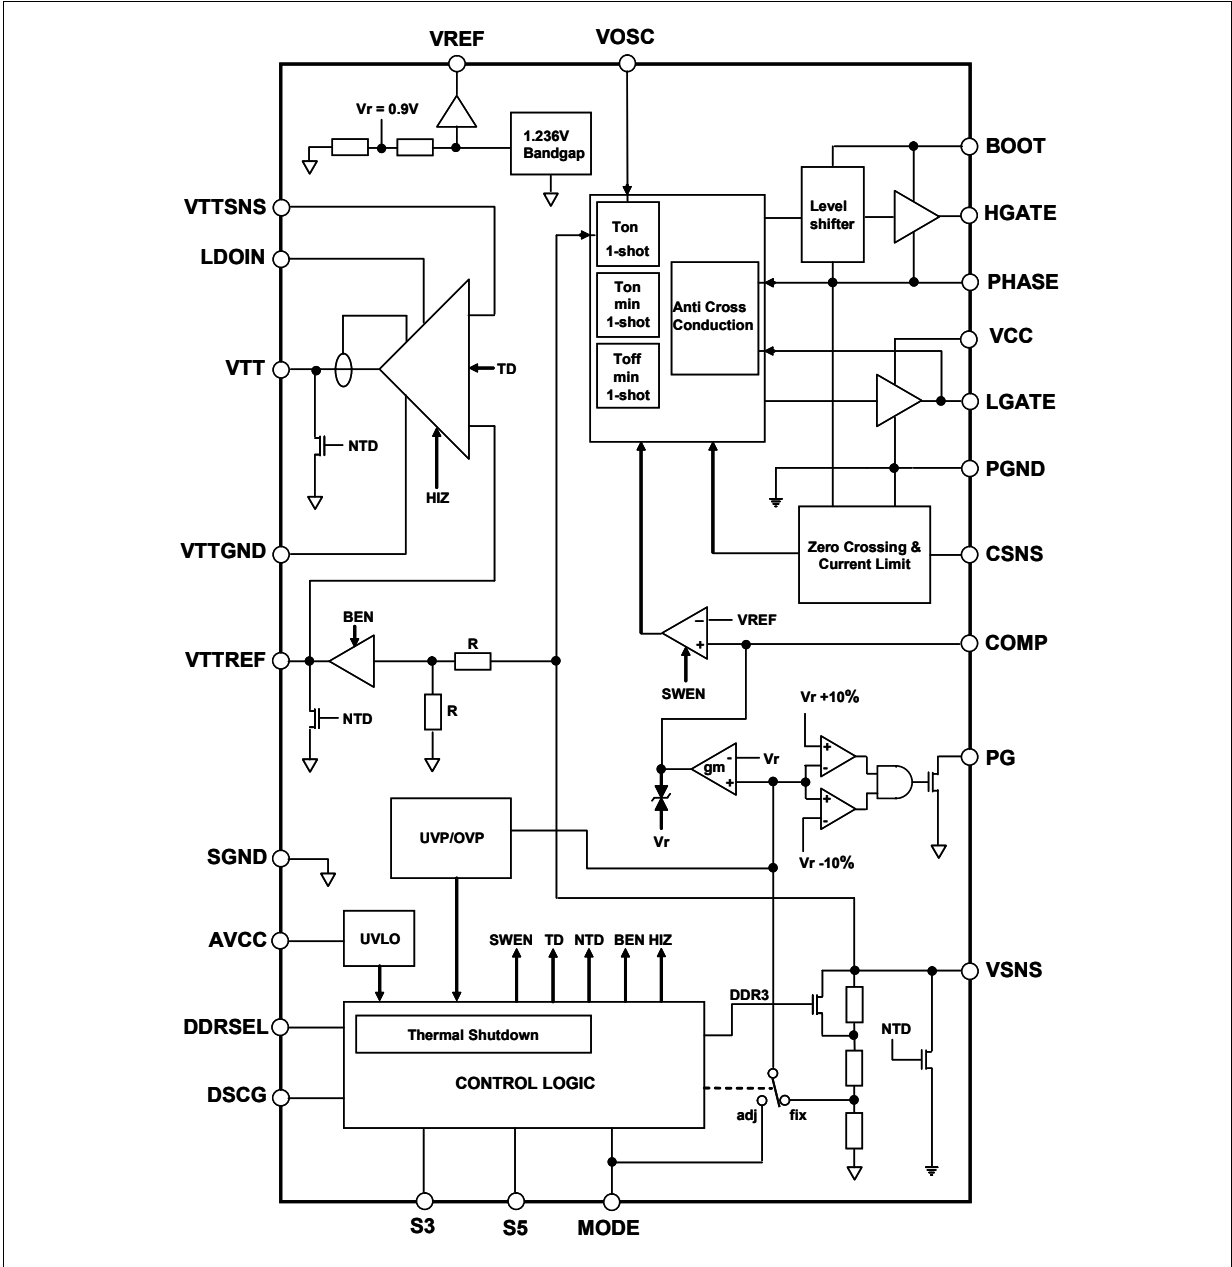 VREF
VOSC
Vr = 0.9V
1.236V
Bandgap
BOOT
VTTSNS
Level
shifter
HGATE
Ton
1-shot
LDOIN
PHASE
Ton
min
1-shot
Anti Cross
Conduction
VCC
VTT
TD
Toff
min
1-shot
LGATE
NTD
PGND
HIZ
VTTGND
Zero Crossing &
Current Limit
CSNS
BEN
–
VREF
+
COMP
VTTREF
R
SWEN
R
NTD
Vr +10%
+
-
PG
gm
-
Vr
+
+
-
Vr
Vr -10%
UVP/OVP
SGND
AVCC
UVLO
SWEN
TD
NTD
BEN
HIZ
VSNS
DDR3
DDRSEL
Thermal Shutdown
NTD
CONTROL LOGIC
DSCG
adj
fix
S3
S5
MODE